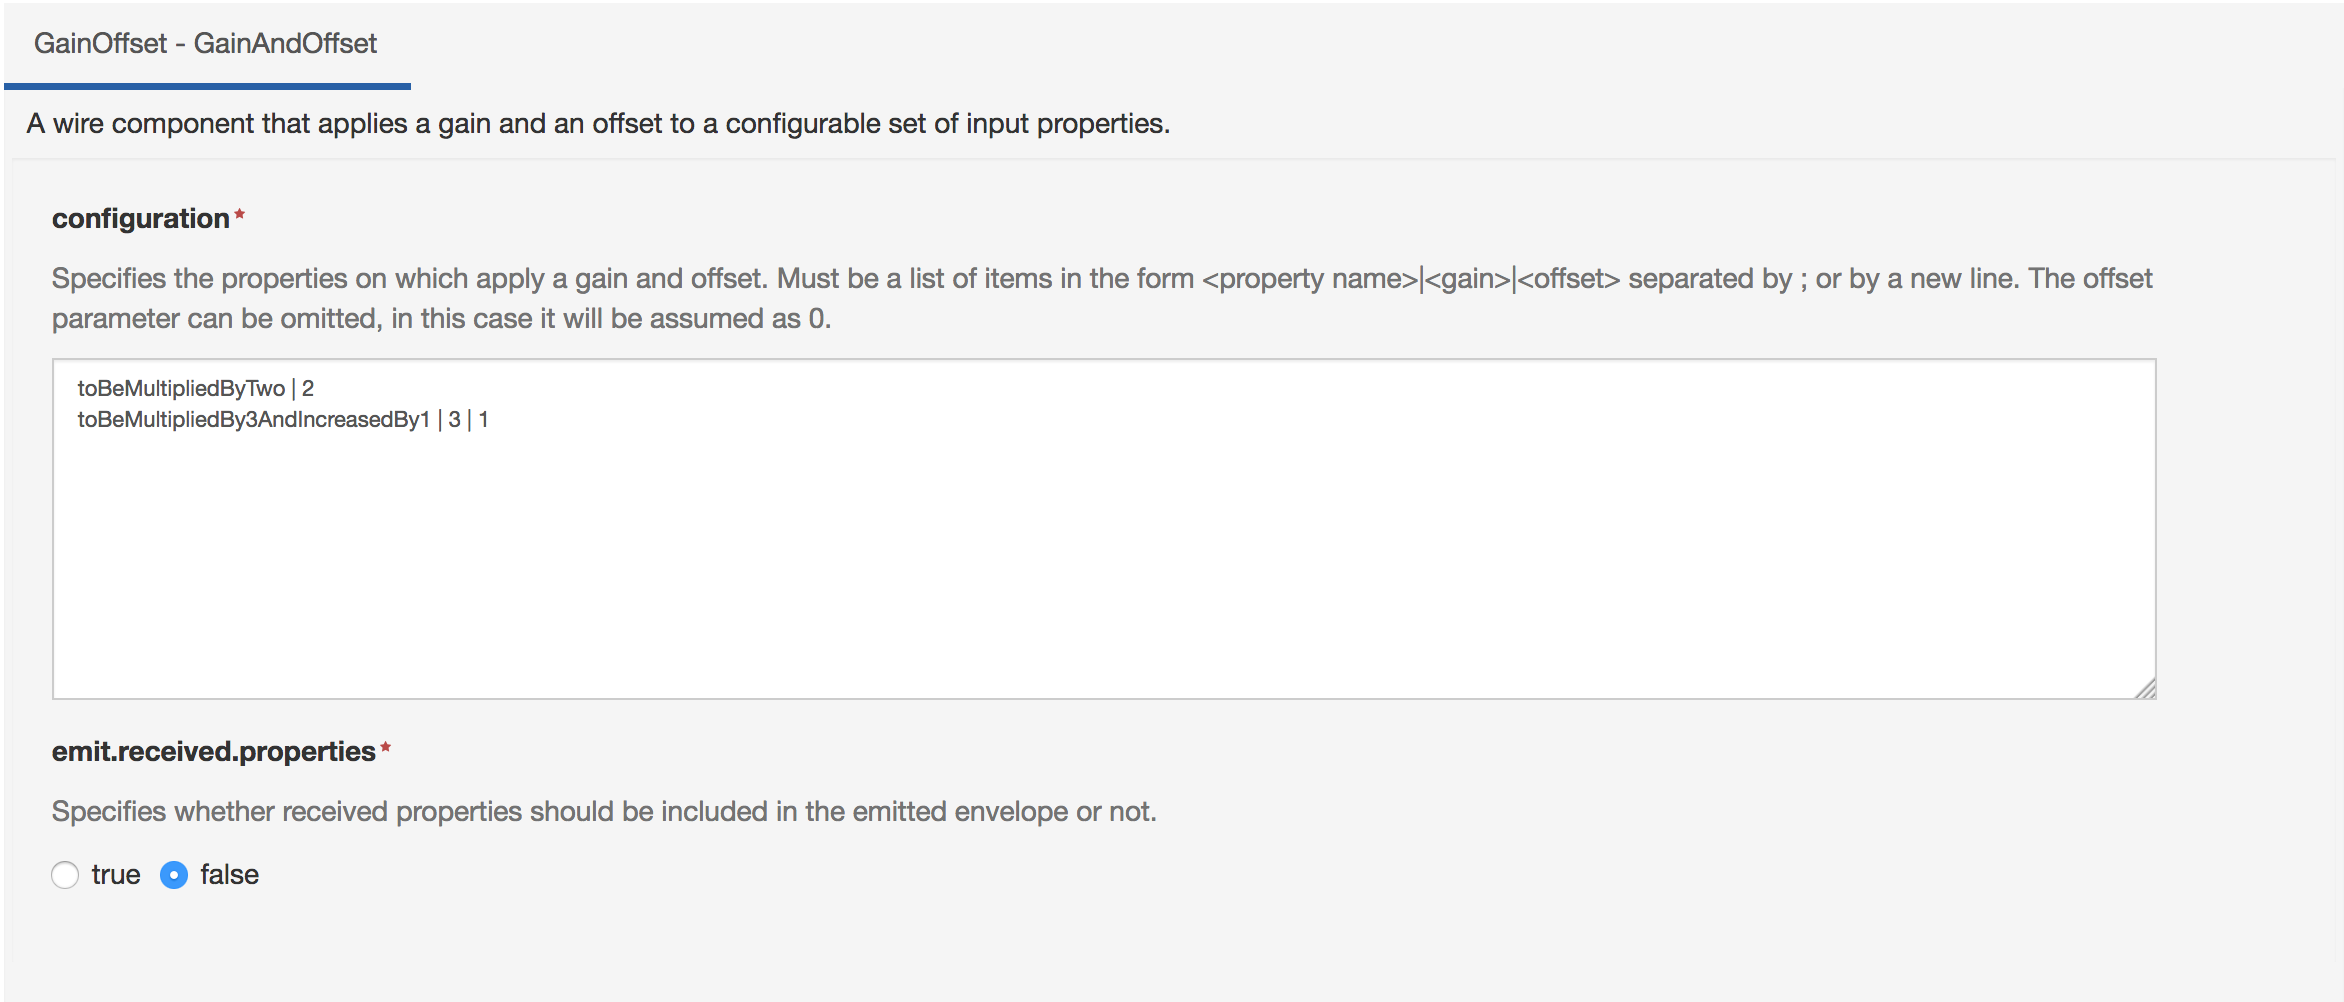 GainOffset - GainAndOffset
A wire component that applies a gain and an offset to a configurable set of input properties.
configuration*
Specifies the properties on which apply a gain and offset. Must be a list of items in the form <property name>|<gain>|<offset> separated by ; or by a new line. The offset
parameter can be omitted, in this case it will be assumed as 0.
toBeMultipliedByTwo | 2
toBeMultipliedBy3AndIncreasedBy1 | 3 | 1
emit.received.properties*
Specifies whether received properties should be included in the emitted envelope or not.
true false